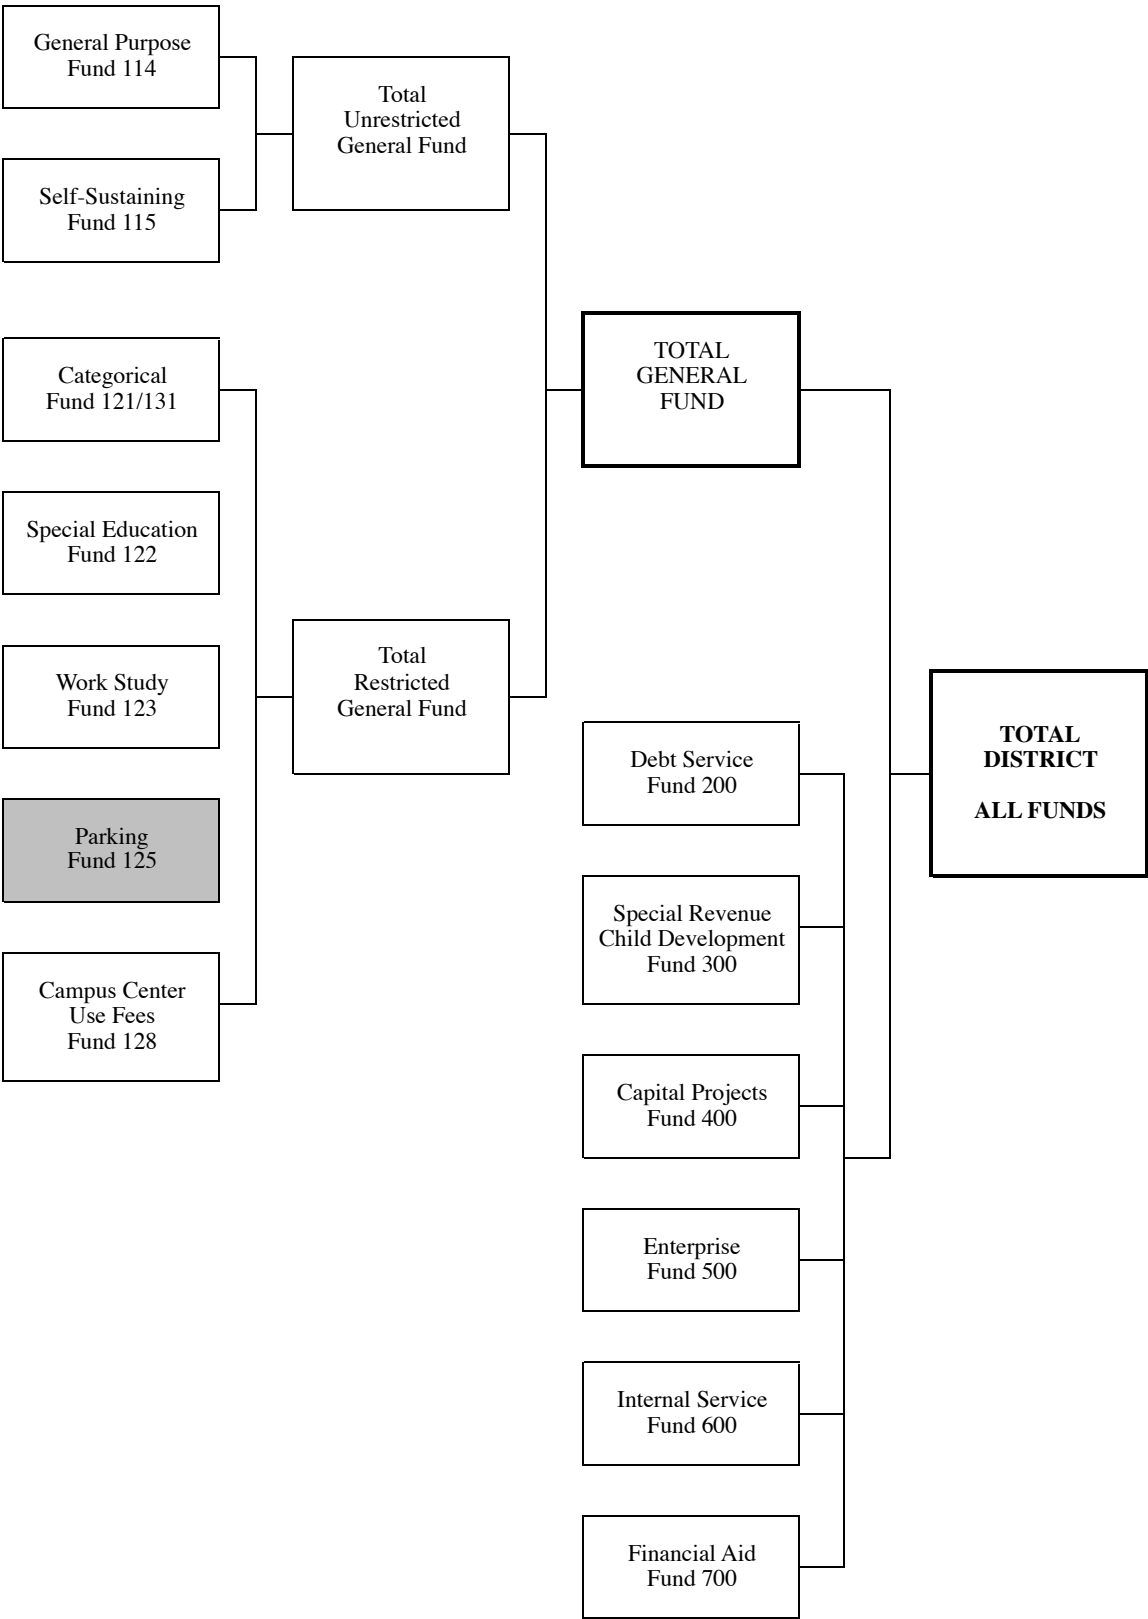 General Purpose
Fund 114
Self-Sustaining
Fund 115
Categorical
Fund 121/131
Special Education
Fund 122
Work Study
Fund 123
Parking
Fund 125
Campus Center
Use Fees
Fund 128
Total
Unrestricted
General Fund
Total
Restricted
General Fund
TOTAL
GENERAL
FUND
Debt Service
Fund 200
Special Revenue
Child Development
Fund 300
Capital Projects
Fund 400
Enterprise
Fund 500
Internal Service
Fund 600
Financial Aid
Fund 700
TOTAL
DISTRICT
ALL FUNDS